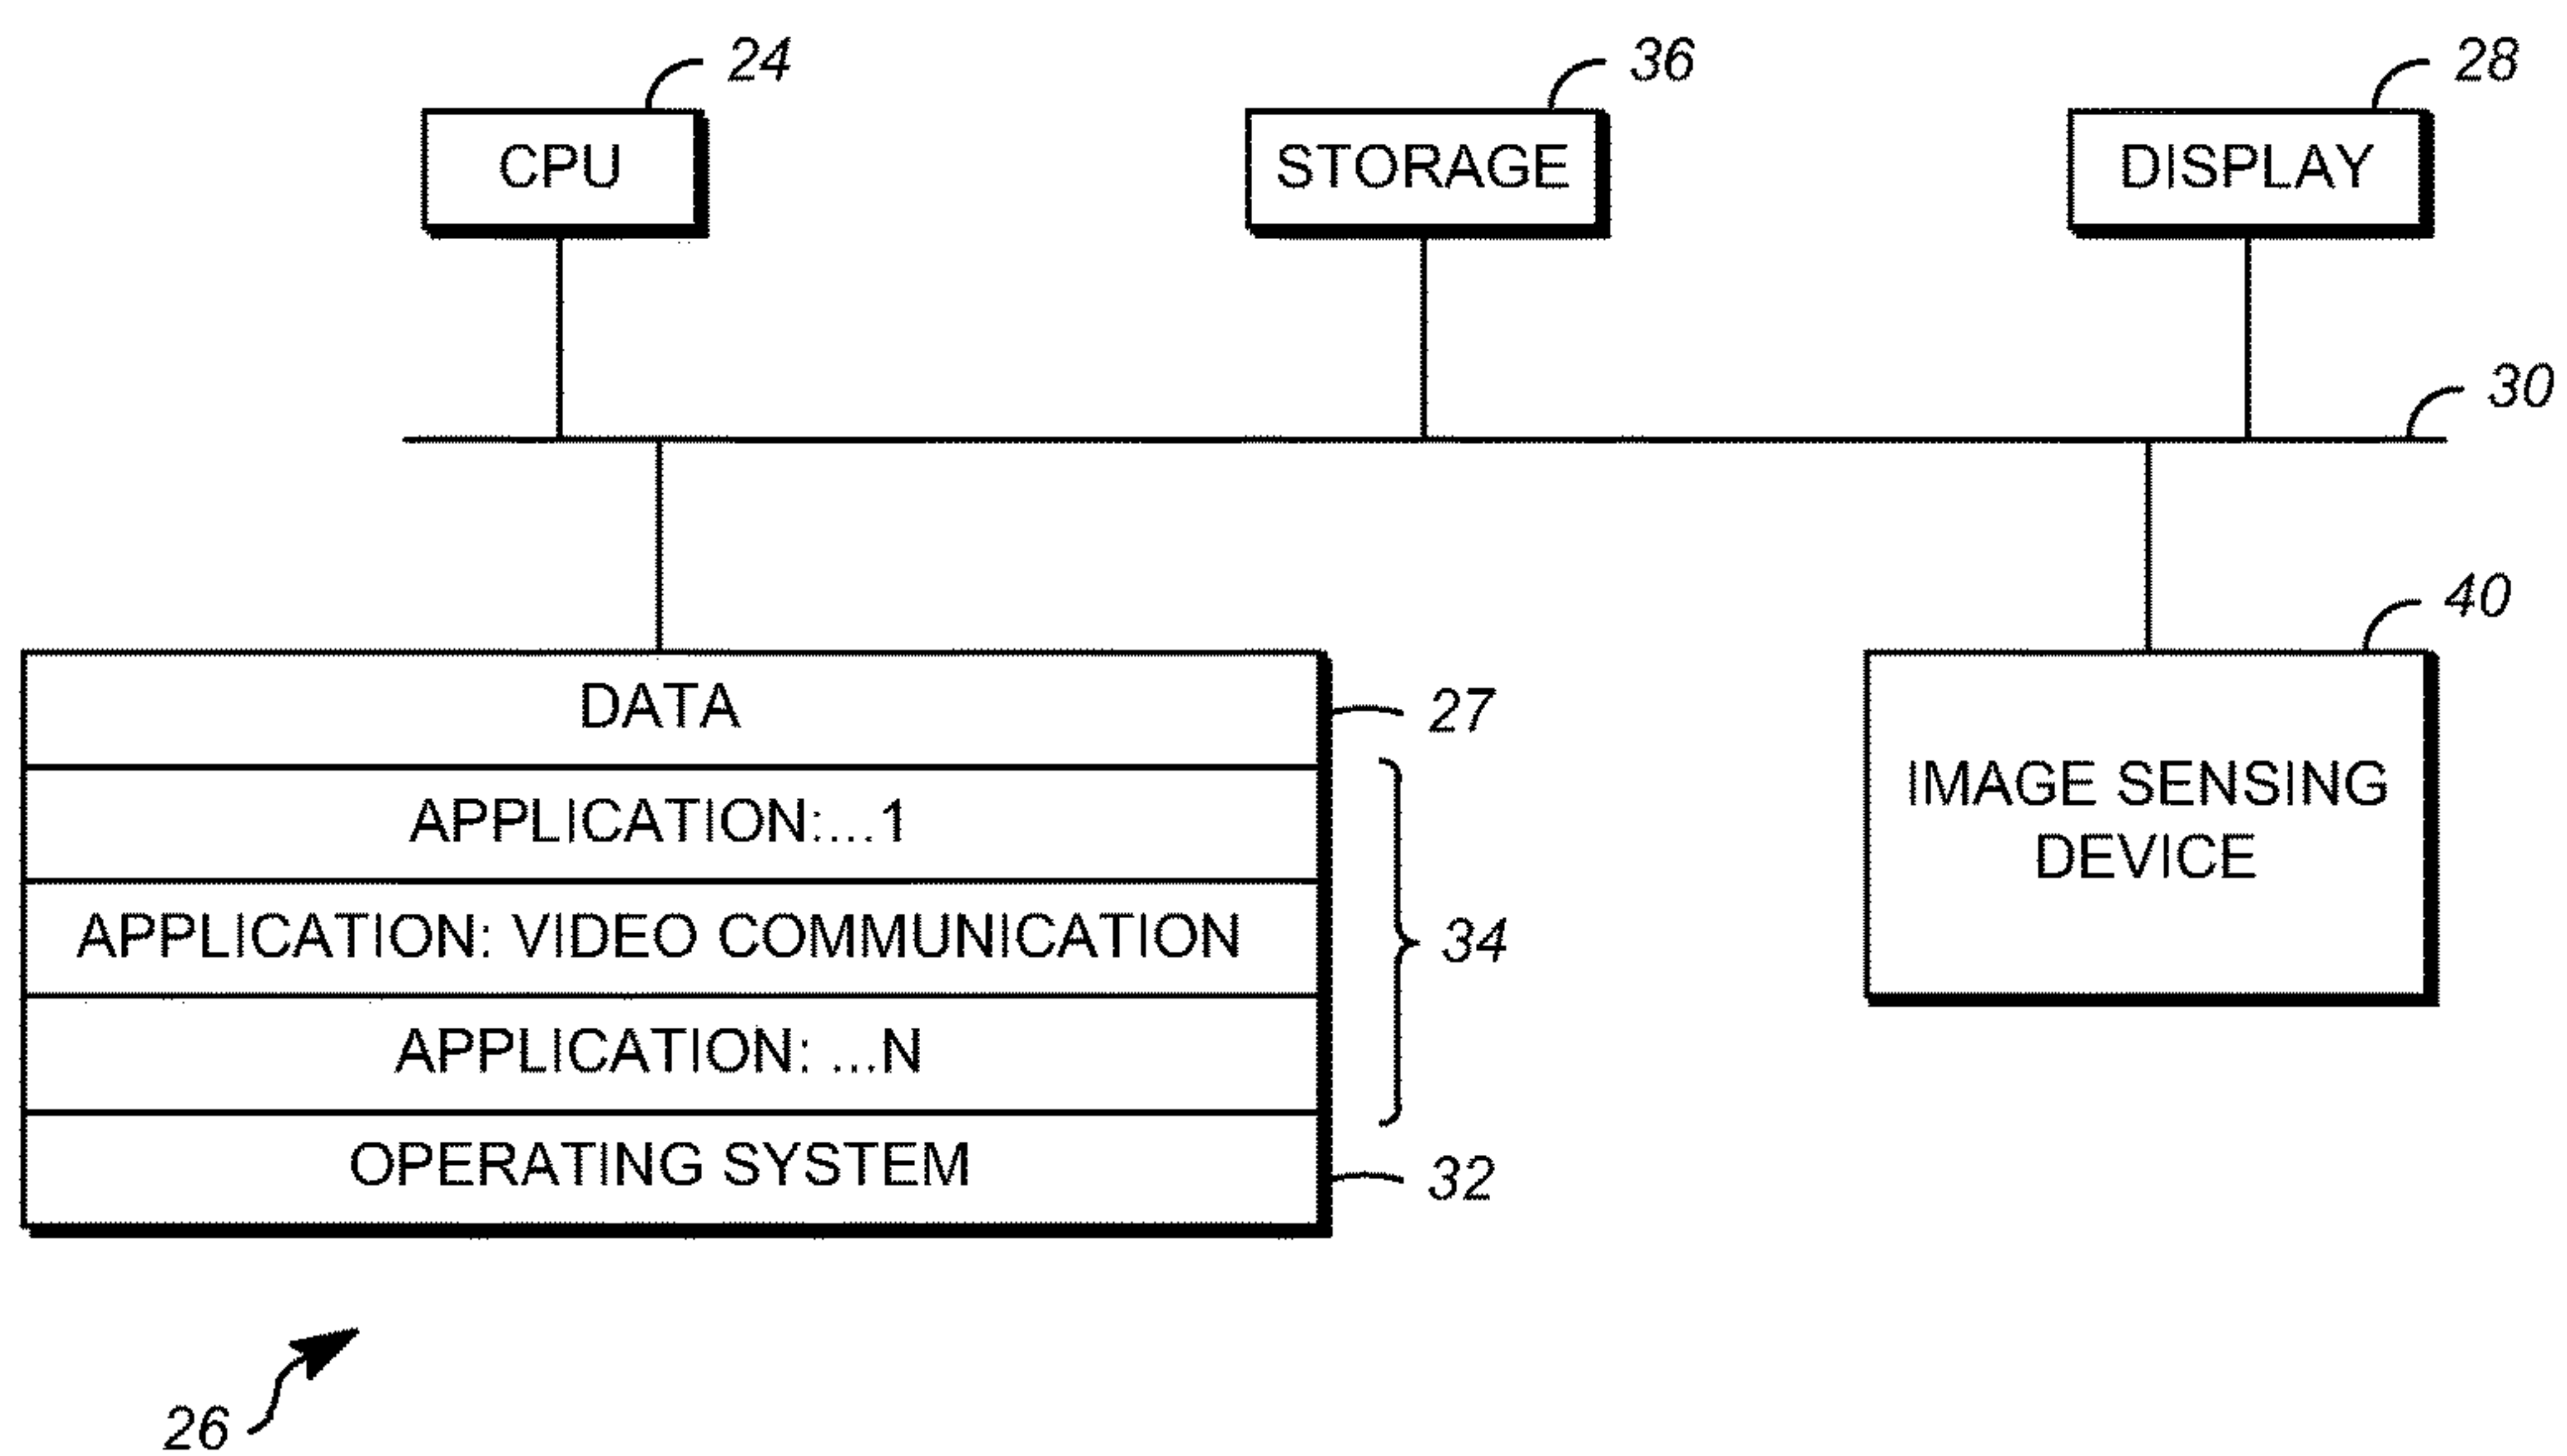 24
36
28
CPU
STORAGE
DISPLAY
30
40
DATA
27
APPLICATION:...1
IMAGE SENSING
DEVICE
APPLICATION: VIDEO COMMUNICATION
34
APPLICATION: ...N
OPERATING SYSTEM
32
26